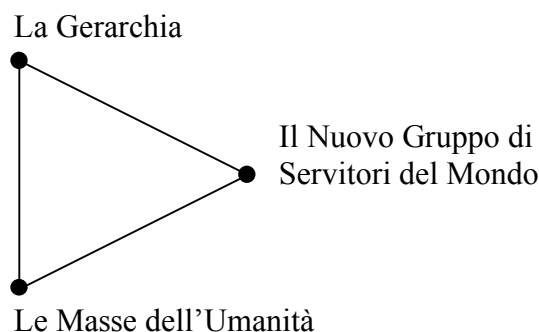 La Gerarchia
Il Nuovo Gruppo di
Servitori del Mondo
Le Masse dell'Umanità